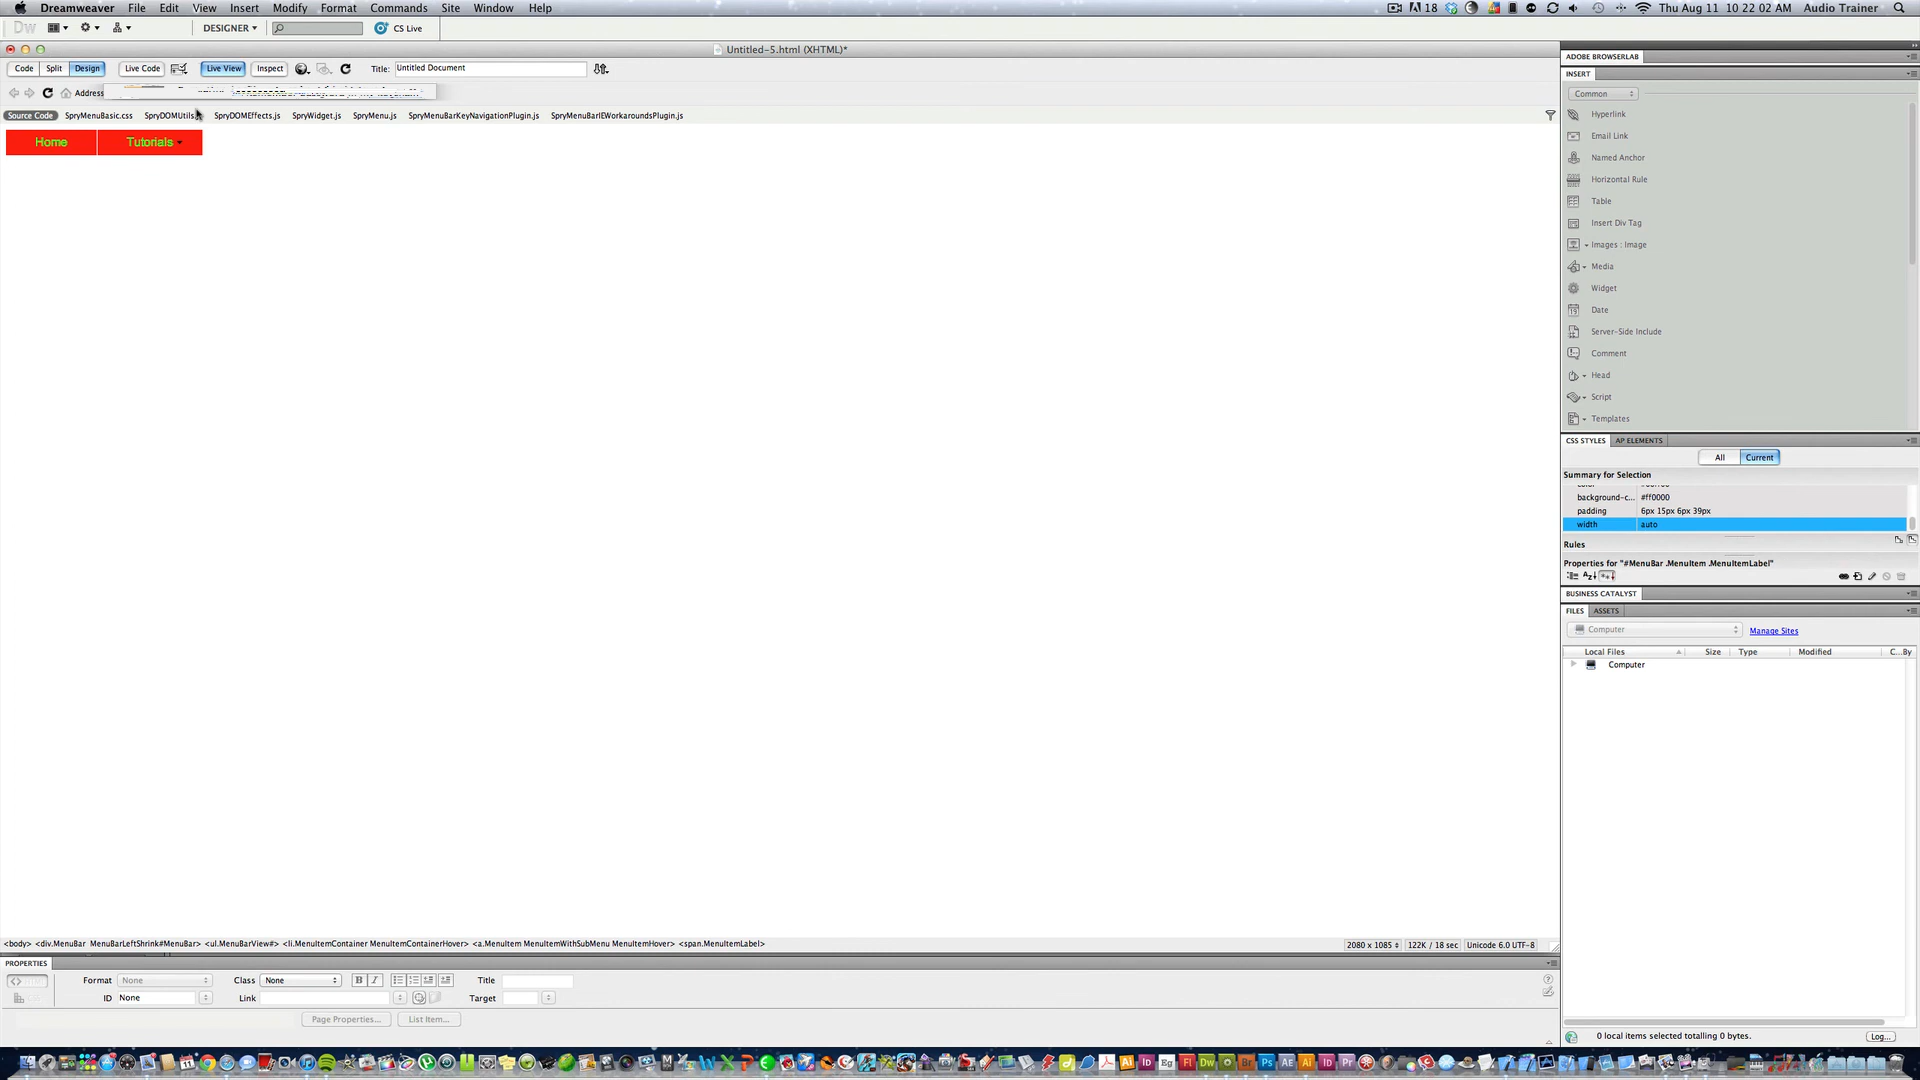 Dreamweaver File Edit View Insert Modify Format Commands Site Window Help 18 Thu Aug 11 10 22 02 AM Audio Trainer
Dw DESIGNER CS Live
Untitled-5.html (XHTML)*
Code Split Design Live Code Live View Inspect Title: Untitled Document
Address
Source Code SpryMenuBasic.css SpryDOMUtils. SpryDOMEffects.js SpryWidget.js SpryMenu.js SpryMenuBarKeyNavigationPlugin.js SpryMenuBarIEWorkaroundsPlugin.js
Home Tutorials
ADOBE BROWSERLAB
INSERT
Common
Hyperlink
Email Link
Named Anchor
Horizontal Rule
Table
Insert Div Tag
Images : Image
Media
Widget
Date
Server-Side Include
Comment
Head
Script
Templates
CSS STYLES AP ELEMENTS
All Current
Summary for Selection
background-c... #ff0000
padding 6px 15px 6px 39px
width auto
Rules
Properties for "#MenuBar .MenuItem .MenuItemLabel"
BUSINESS CATALYST
FILES ASSETS
Computer Manage Sites
Local Files Size Type Modified C...By
Computer
0 local items selected totalling 0 bytes. Log...
<body> <div.MenuBar MenuBarLeftShrink#MenuBar> <ul.MenuBarView#> <li.MenuItemContainer MenuItemContainerHover> <a.MenuItem MenuItemWithSubMenu MenuItemHover> <span.MenuItemLabel> 2080 x 1085 122K / 18 sec Unicode 6.0 UTF-8
PROPERTIES
Format None Class None B I Title
ID None Link Target
Page Properties... List Item...